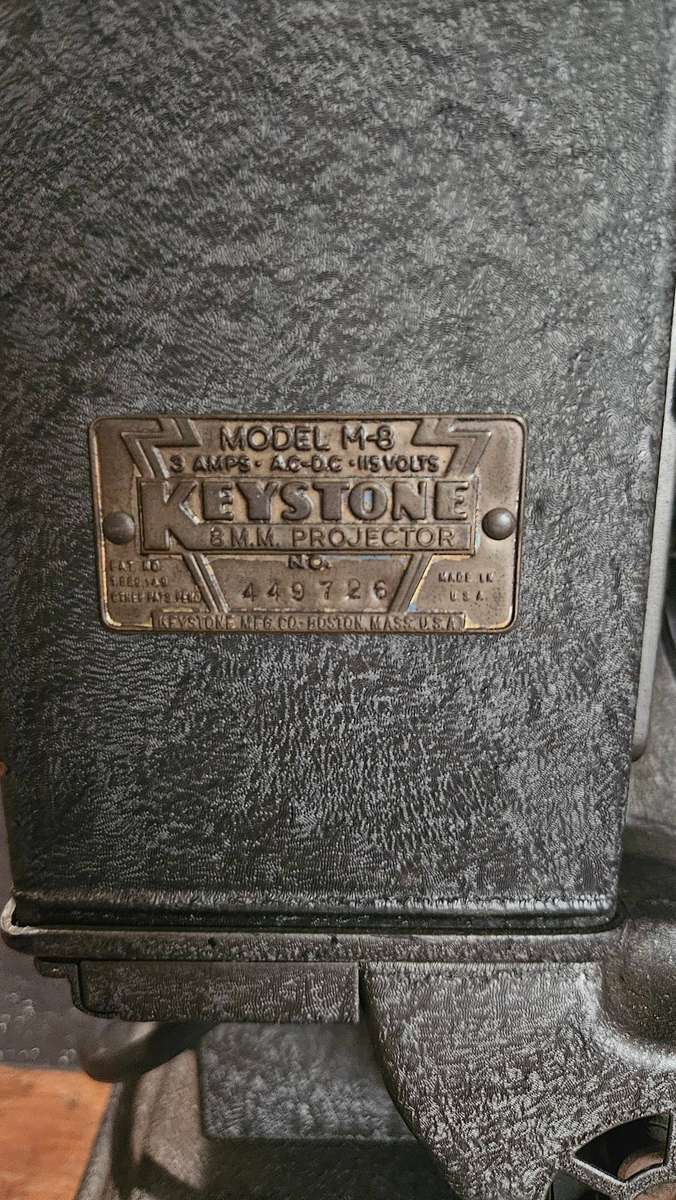 MODEL M-8
3 AMPS · A.C-D.C · 115 VOLTS
KEYSTONE
8 M.M. PROJECTOR
NO.
449726
PAT NO
OTHER PATS PEND
MADE IN
U.S.A.
KEYSTONE MFG CO-BOSTON MASS. U.S.A.